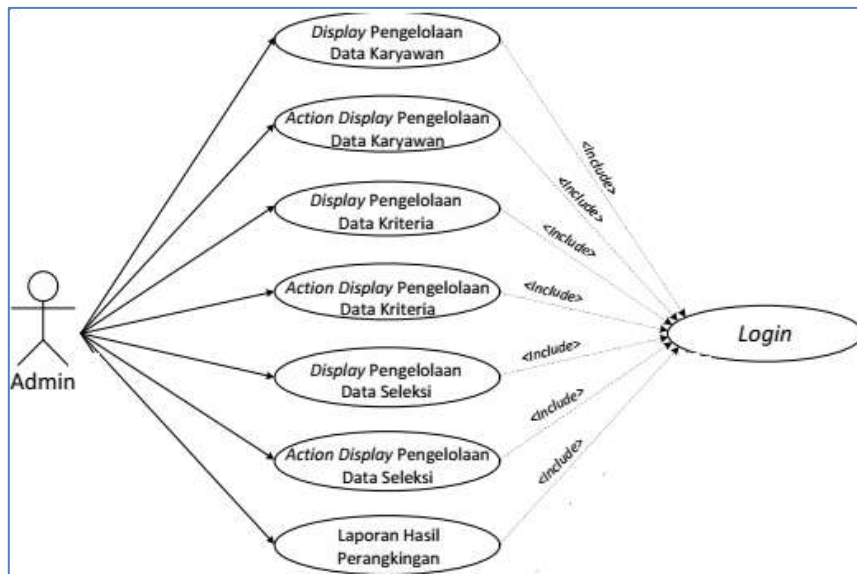 Display Pengelolaan
Data Karyawan
Action Display Pengelolaan
Data Karyawan
Display Pengelolaan
Data Kriteria
Action Display Pengelolaan
Data Kriteria
Display Pengelolaan
Data Seleksi
Action Display Pengelolaan
Data Seleksi
Laporan Hasil
Perangkingan
Admin
<Include>
<Include>
<Include>
<Include>
<Include>
<Include>
<Include>
Login